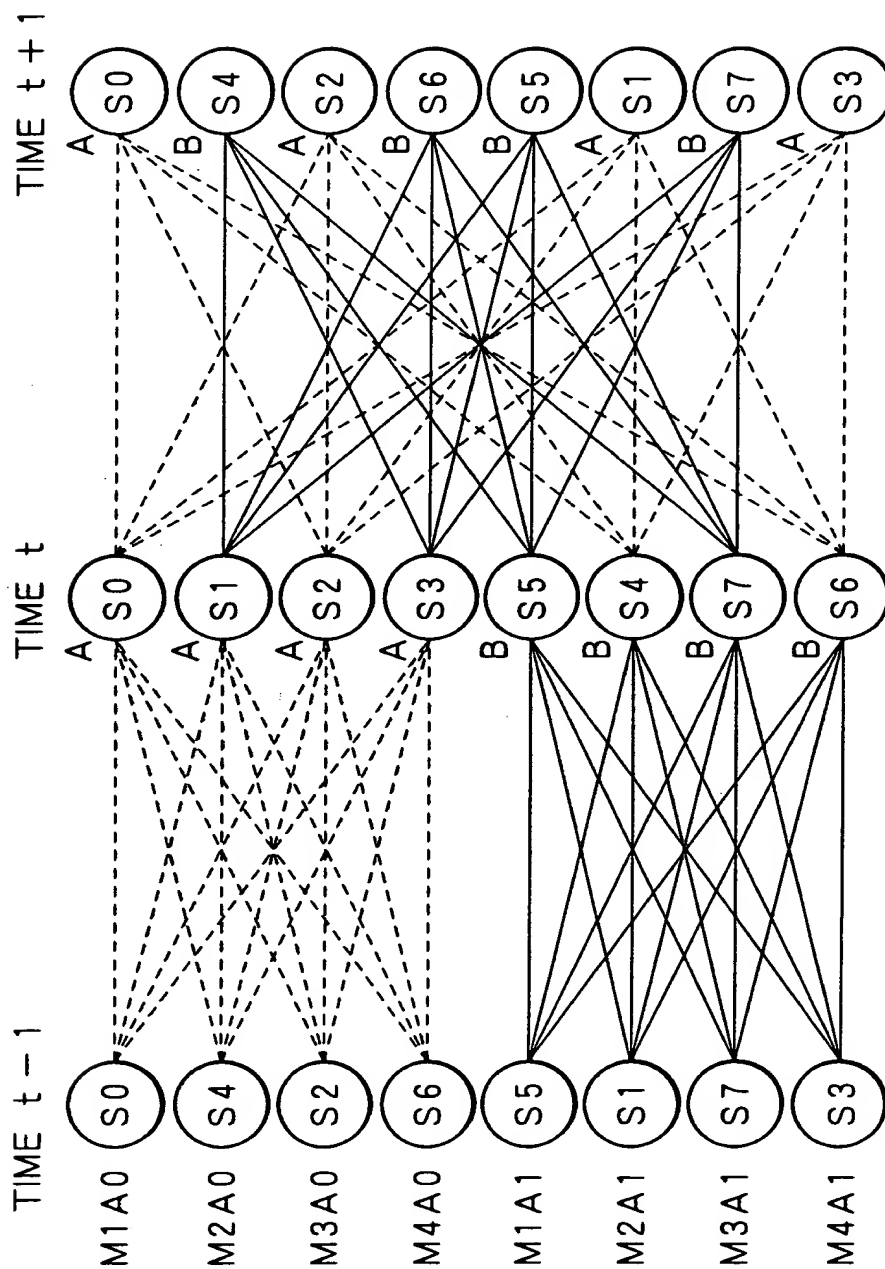 TIME t−1 TIME t TIME t+1
M1A0 S0 A S0 A S0
M2A0 S4 A S1 B S4
M3A0 S2 A S2 A S2
M4A0 S6 A S3 B S6
M1A1 S5 B S5 B S5
M2A1 S1 B S4 A S1
M3A1 S7 B S7 B S7
M4A1 S3 B S6 A S3